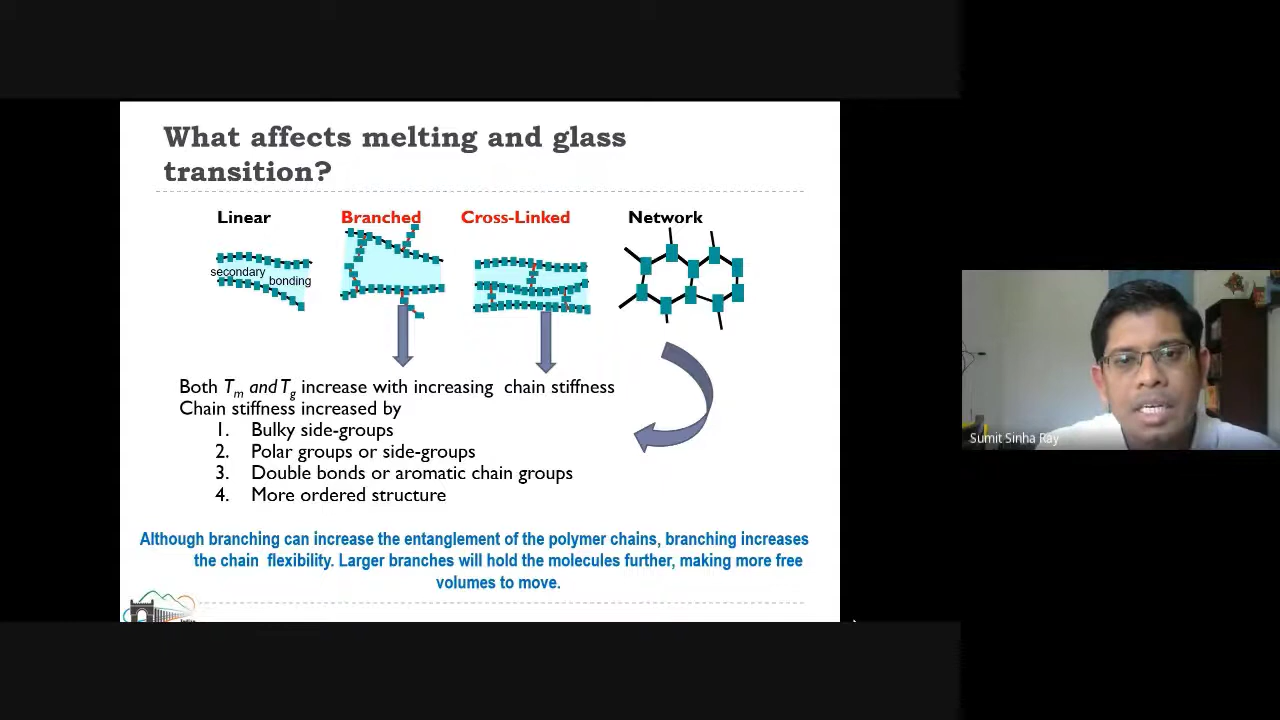 What affects melting and glass
transition?
Linear
Branched
Cross-Linked
Network
secondary
bonding
Both Tm and Tg increase with increasing chain stiffness
Chain stiffness increased by
1. Bulky side-groups
2. Polar groups or side-groups
3. Double bonds or aromatic chain groups
4. More ordered structure
Although branching can increase the entanglement of the polymer chains, branching increases
the chain flexibility. Larger branches will hold the molecules further, making more free
volumes to move.
Sumit Sinha Ray